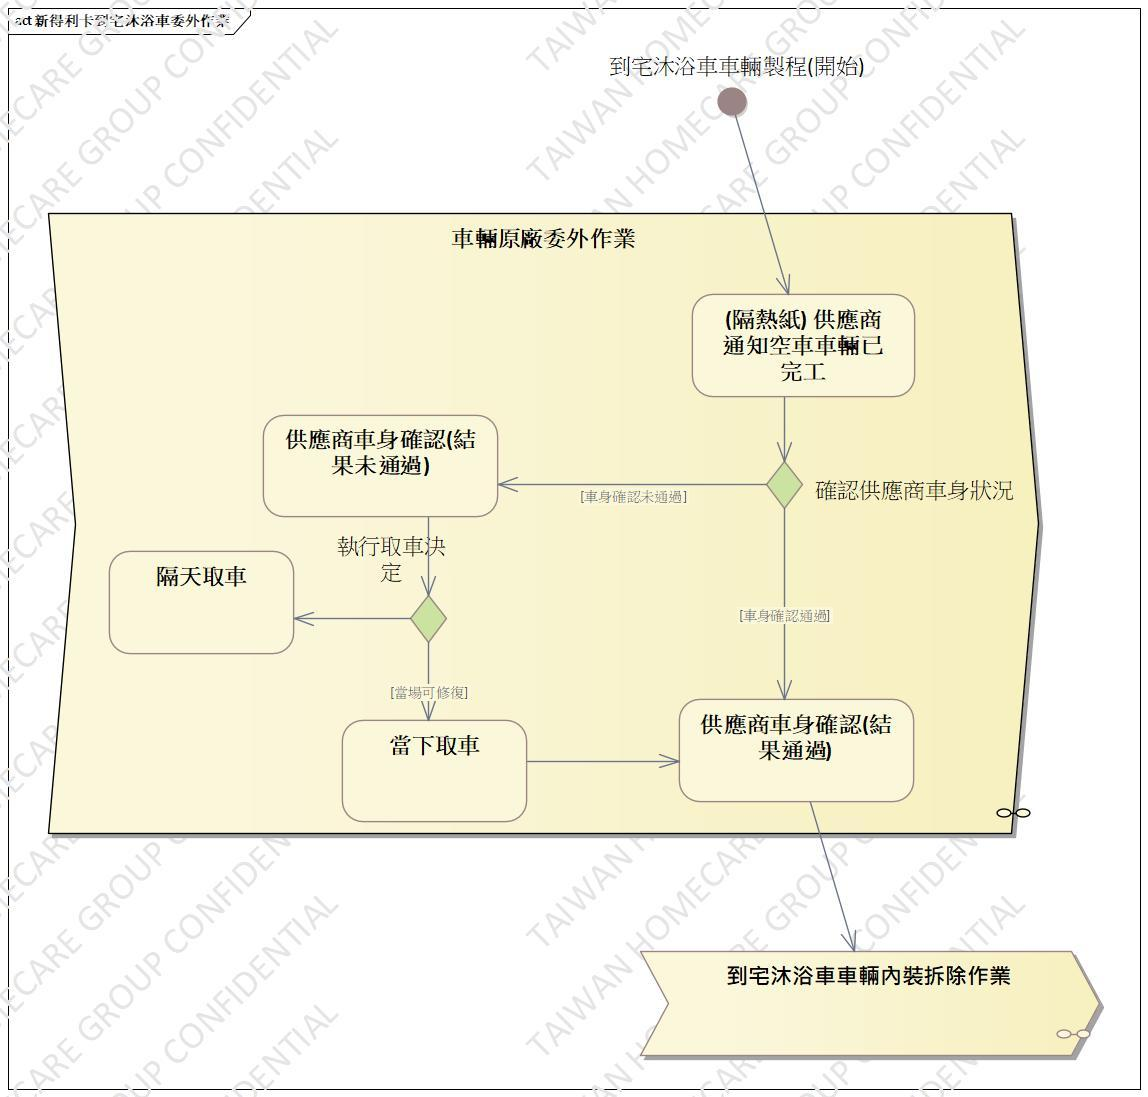 act 新得利卡到宅沐浴車委外作業
到宅沐浴車車輛製程(開始)
車輛原廠委外作業
(隔熱紙) 供應商
通知空車車輛已
完工
供應商車身確認(結
果未通過)
[車身確認未通過]
確認供應商車身狀況
執行取車決
定
隔天取車
[車身確認通過]
[當場可修復]
當下取車
供應商車身確認(結
果通過)
到宅沐浴車車輛內裝拆除作業
TAIWAN HOMECARE GROUP CONFIDENTIAL